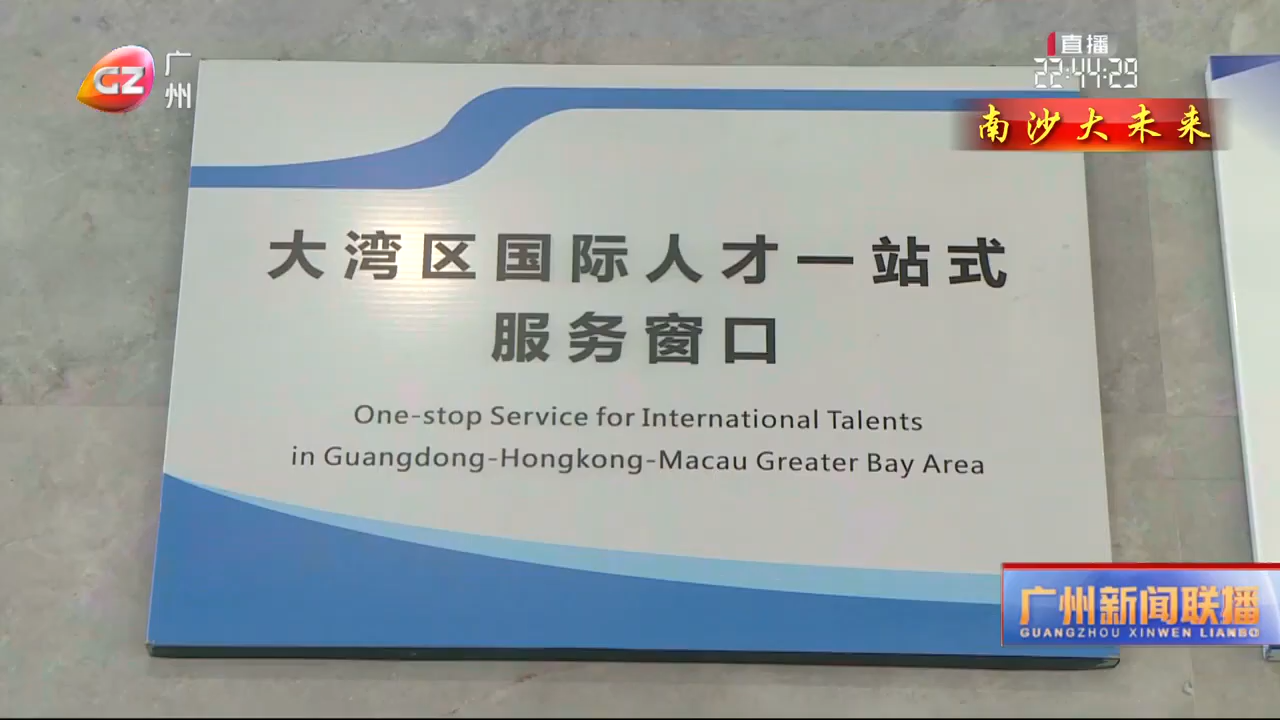 GZ
广州
直播
22:44:29
南沙大未来
大湾区国际人才一站式
服务窗口
One-stop Service for International Talents
in Guangdong-Hongkong-Macau Greater Bay Area
广州新闻联播
GUANGZHOU XINWEN LIANBO